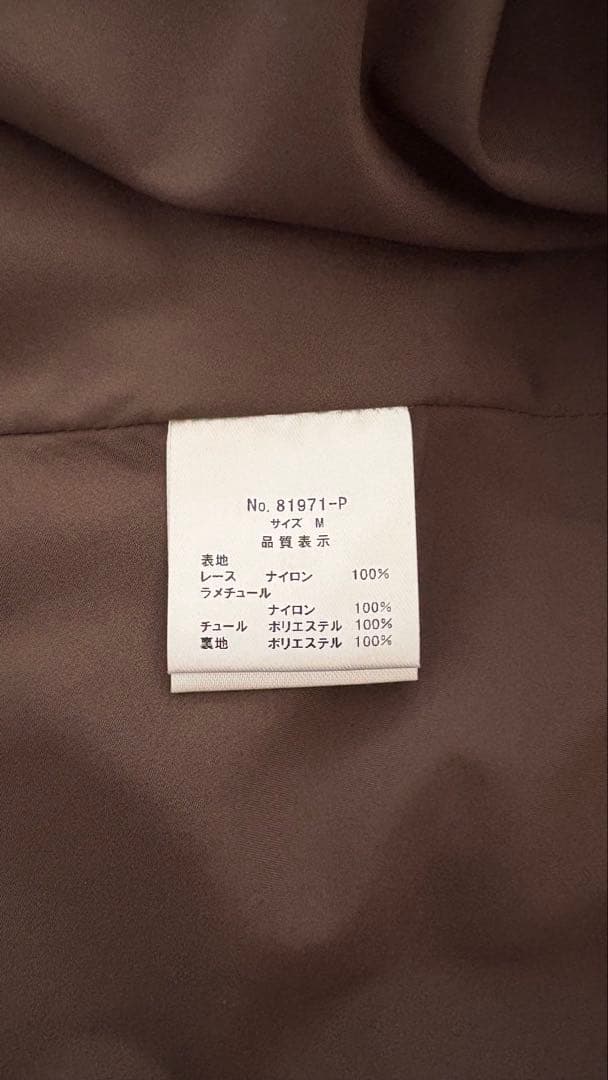 No. 81971-P
サイズ M
品質表示
表地
レース ナイロン 100%
ラメチュール
ナイロン 100%
チュール ポリエステル 100%
裏地 ポリエステル 100%